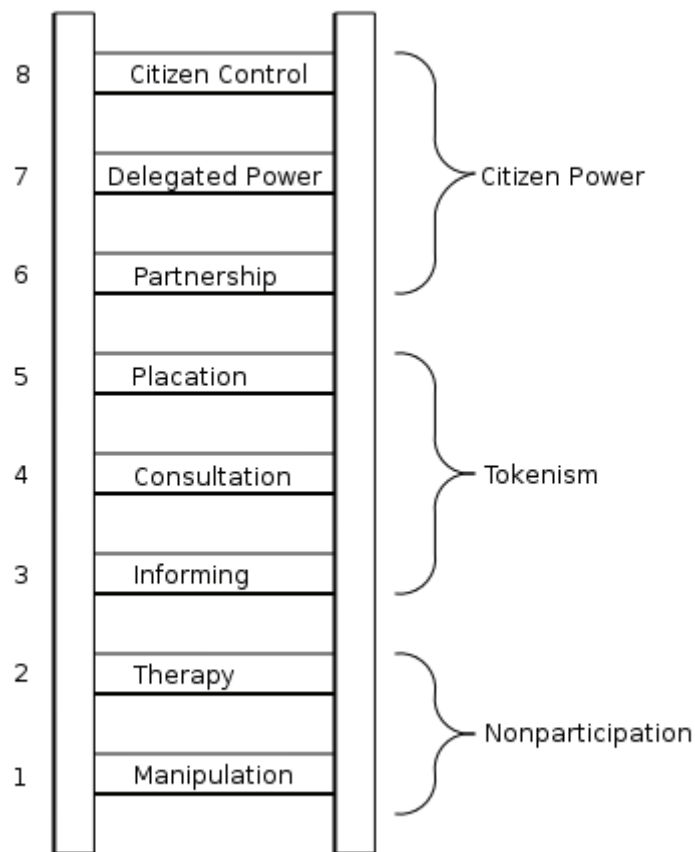 8 Citizen Control
7 Delegated Power
Citizen Power
6 Partnership
5 Placation
4 Consultation
Tokenism
3 Informing
2 Therapy
Nonparticipation
1 Manipulation